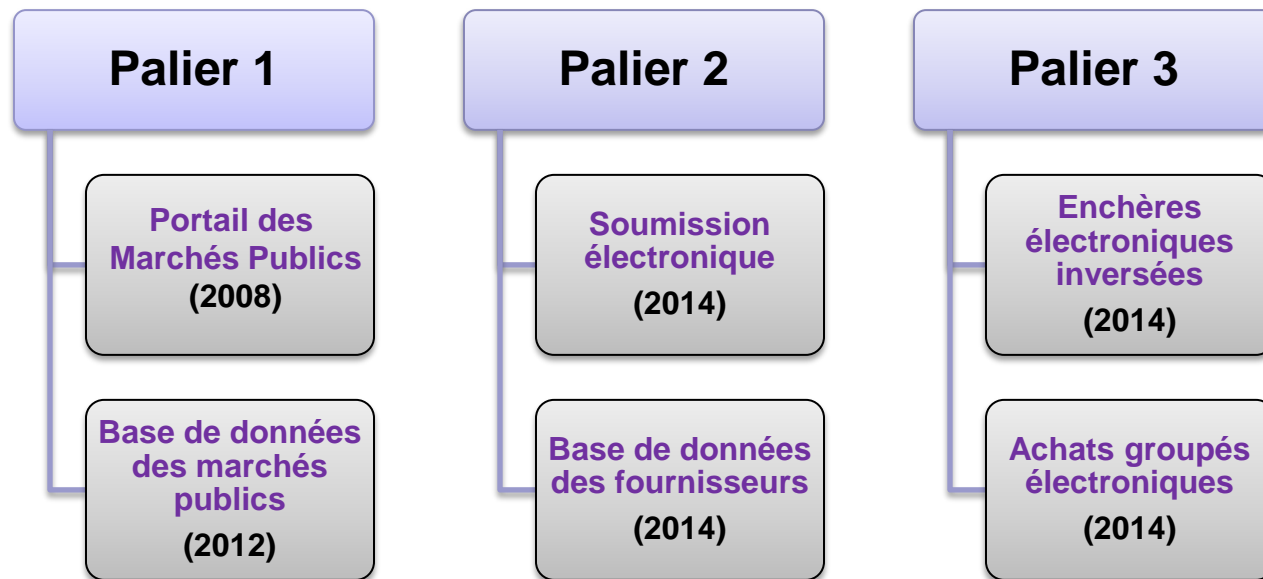 Palier 1
Portail des
Marchés Publics
(2008)
Base de données
des marchés
publics
(2012)
Palier 2
Soumission
électronique
(2014)
Base de données
des fournisseurs
(2014)
Palier 3
Enchères
électroniques
inversées
(2014)
Achats groupés
électroniques
(2014)